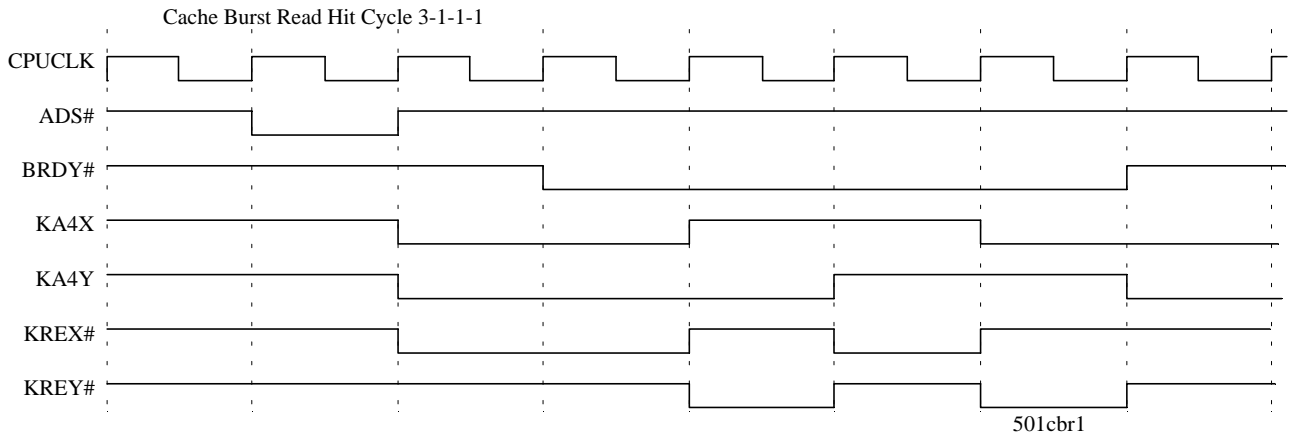 Cache Burst Read Hit Cycle 3-1-1-1
CPUCLK
ADS#
BRDY#
KA4X
KA4Y
KREX#
KREY#
501cbr1